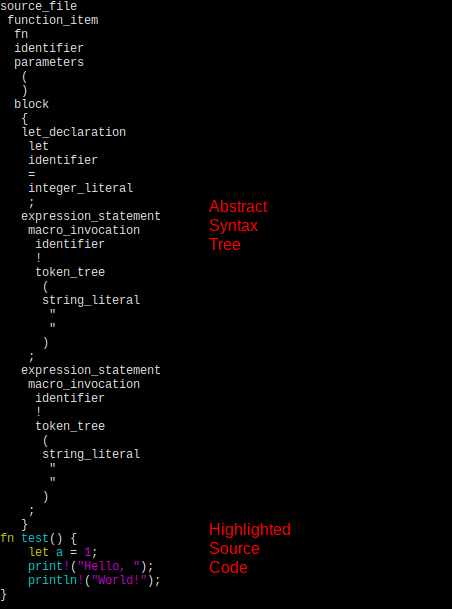 source_file
 function_item
  fn
  identifier
  parameters
   (
   )
  block
   {
   let_declaration
    let
    identifier
    =
    integer_literal
    ;
   expression_statement
    macro_invocation
     identifier
     !
     token_tree
      (
      string_literal
       "
       "
      )
    ;
   expression_statement
    macro_invocation
     identifier
     !
     token_tree
      (
      string_literal
       "
       "
      )
    ;
   }
Abstract
Syntax
Tree
fn test() {
    let a = 1;
    print!("Hello, ");
    println!("World!");
}
Highlighted
Source
Code